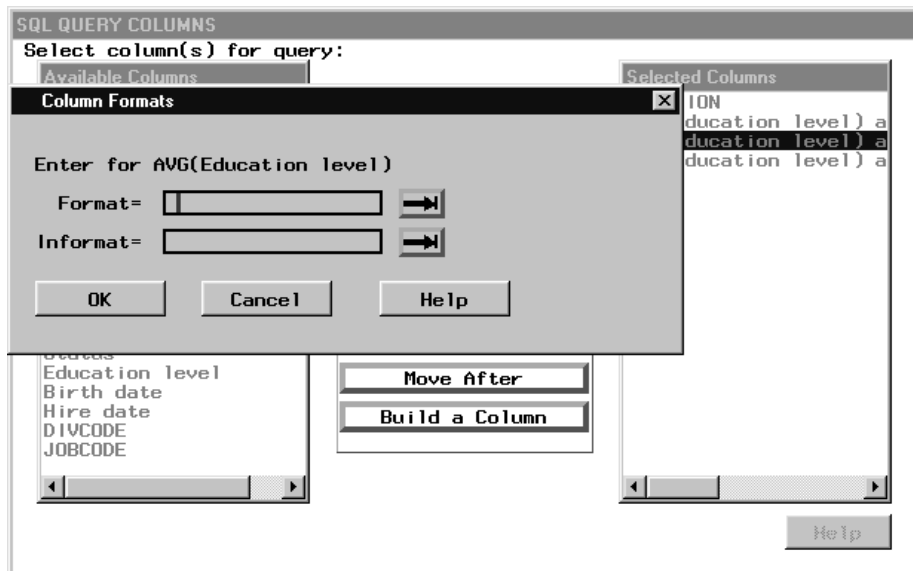 SQL QUERY COLUMNS
Select column(s) for query:
Available Columns
Selected Columns
Column Formats
ION
ducation level) a
ducation level) a
ducation level) a
Enter for AVG(Education level)
Format=
Informat=
OK Cancel Help
Status
Education level
Birth date
Hire date
DIVCODE
JOBCODE
Move After
Build a Column
Help